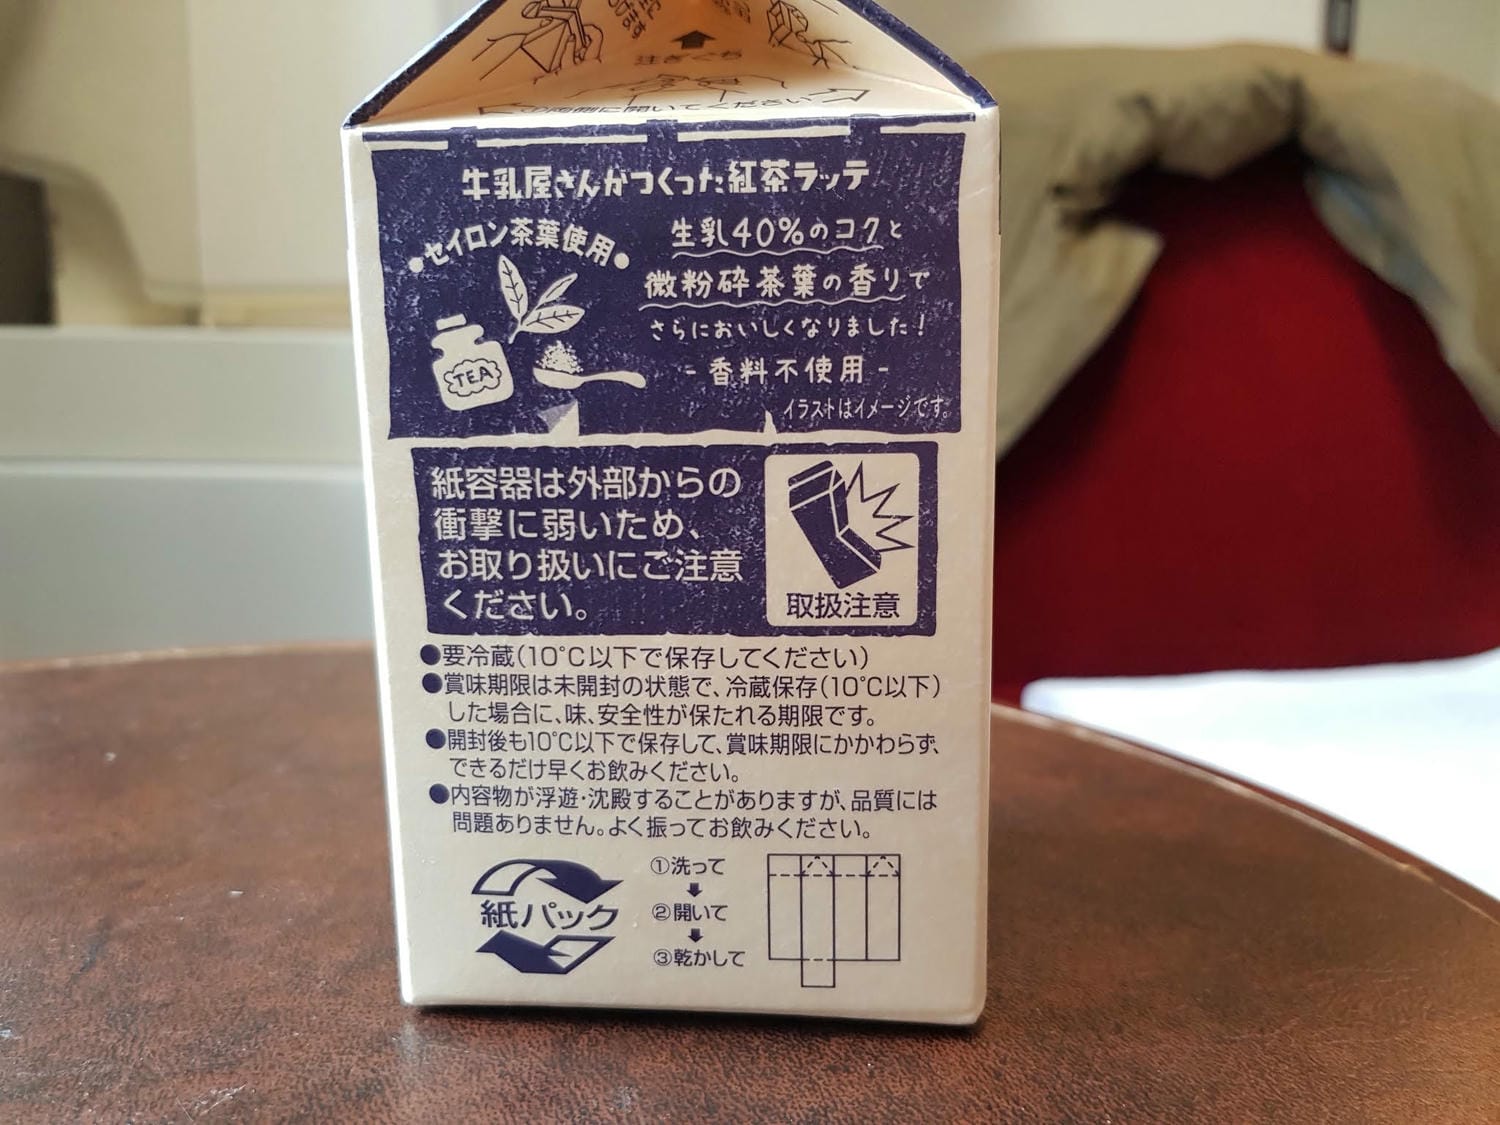 注ぎぐち
この両側に開いてください
牛乳屋さんがつくった紅茶ラッテ
セイロン茶葉使用
生乳40%のコクと
微粉砕茶葉の香りで
さらにおいしくなりました!
- 香料不使用 -
TEA
イラストはイメージです。
紙容器は外部からの
衝撃に弱いため、
お取り扱いにご注意
ください。
取扱注意
●要冷蔵(10℃以下で保存してください)
●賞味期限は未開封の状態で、冷蔵保存(10℃以下)
した場合に、味、安全性が保たれる期限です。
●開封後も10℃以下で保存して、賞味期限にかかわらず、
できるだけ早くお飲みください。
●内容物が浮遊・沈殿することがありますが、品質には
問題ありません。よく振ってお飲みください。
紙パック
①洗って
②開いて
③乾かして